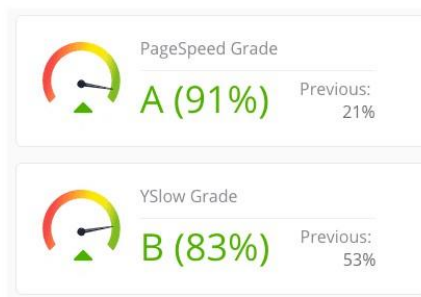 PageSpeed Grade
A (91%)
Previous:
21%
YSlow Grade
B (83%)
Previous:
53%